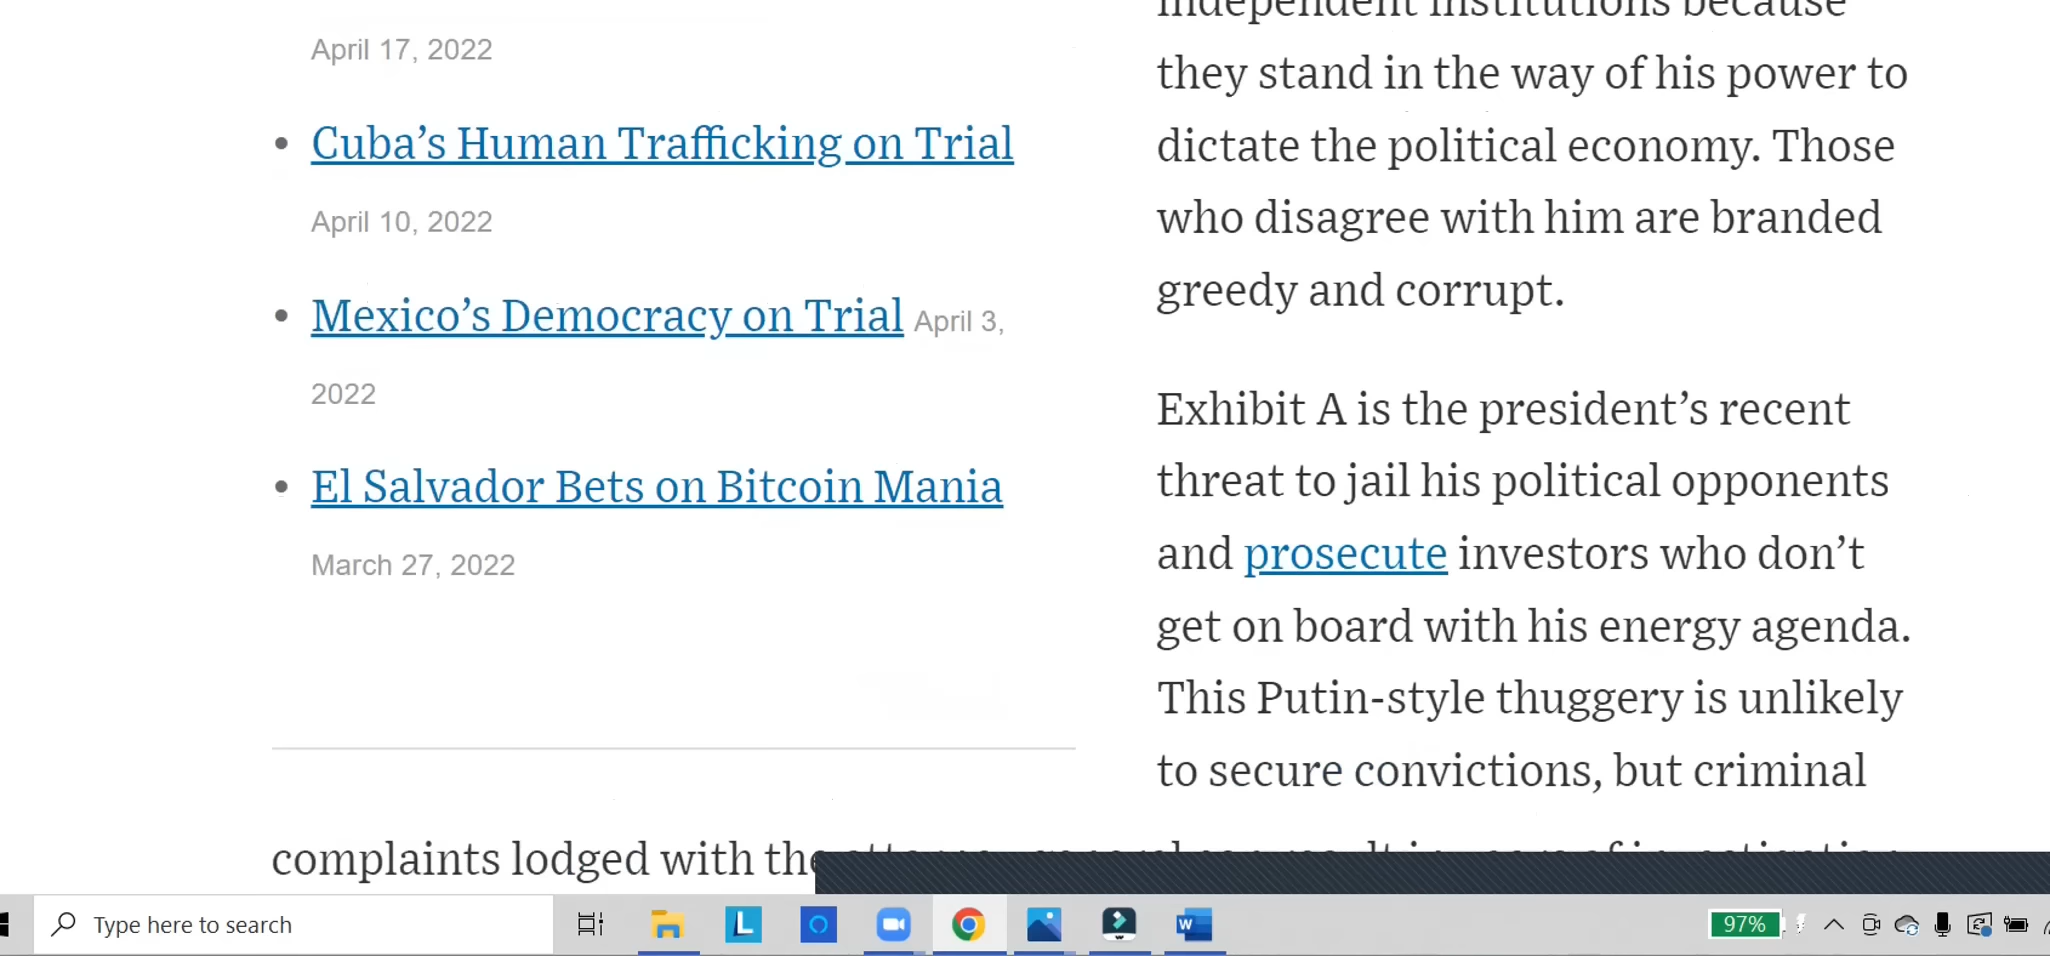 April 17, 2022
• Cuba’s Human Trafficking on Trial
April 10, 2022
• Mexico’s Democracy on Trial April 3,
2022
• El Salvador Bets on Bitcoin Mania
March 27, 2022
independent institutions because
they stand in the way of his power to
dictate the political economy. Those
who disagree with him are branded
greedy and corrupt.
Exhibit A is the president’s recent
threat to jail his political opponents
and prosecute investors who don’t
get on board with his energy agenda.
This Putin-style thuggery is unlikely
to secure convictions, but criminal
complaints lodged with the
Type here to search
L
W
97%